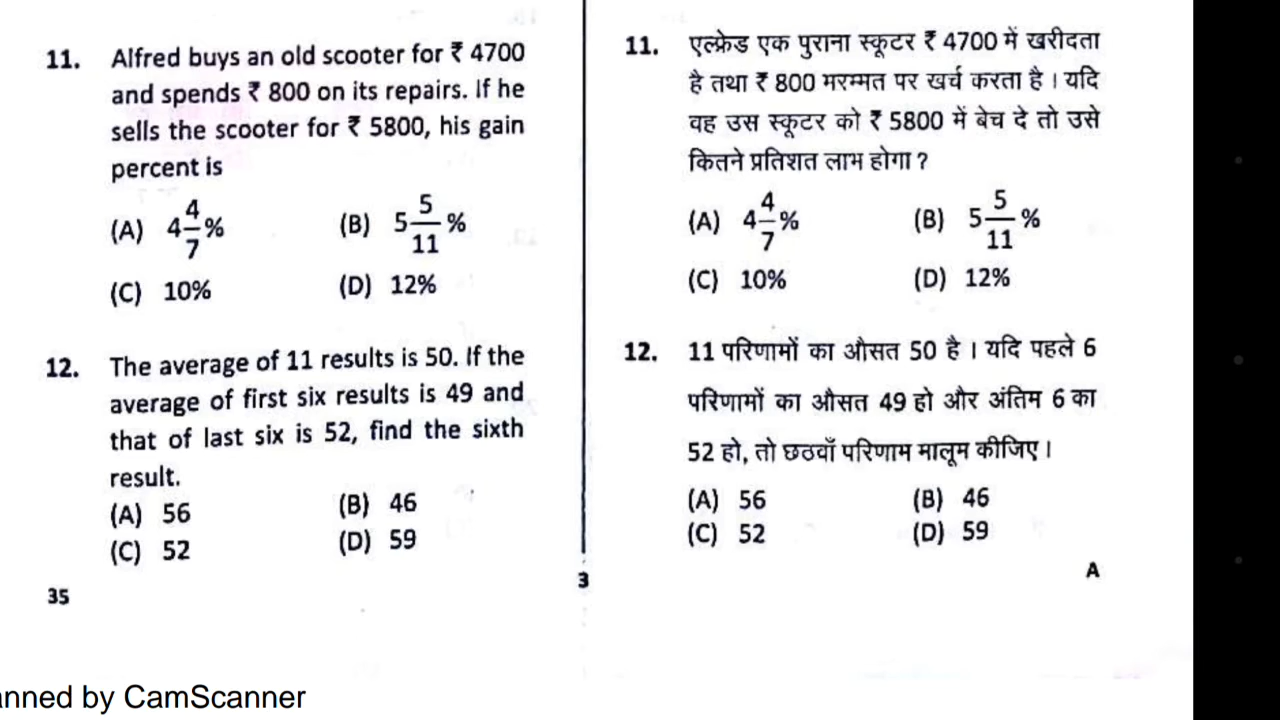 11. Alfred buys an old scooter for ₹ 4700
and spends ₹ 800 on its repairs. If he
sells the scooter for ₹ 5800, his gain
percent is
(A) 4 4/7 % (B) 5 5/11 %
(C) 10% (D) 12%
12. The average of 11 results is 50. If the
average of first six results is 49 and
that of last six is 52, find the sixth
result.
(A) 56 (B) 46
(C) 52 (D) 59
35
3
11. एल्फ्रेड एक पुराना स्कूटर ₹ 4700 में खरीदता
है तथा ₹ 800 मरम्मत पर खर्च करता है । यदि
वह उस स्कूटर को ₹ 5800 में बेच दे तो उसे
कितने प्रतिशत लाभ होगा ?
(A) 4 4/7 % (B) 5 5/11 %
(C) 10% (D) 12%
12. 11 परिणामों का औसत 50 है । यदि पहले 6
परिणामों का औसत 49 हो और अंतिम 6 का
52 हो, तो छठवाँ परिणाम मालूम कीजिए ।
(A) 56 (B) 46
(C) 52 (D) 59
A
anned by CamScanner